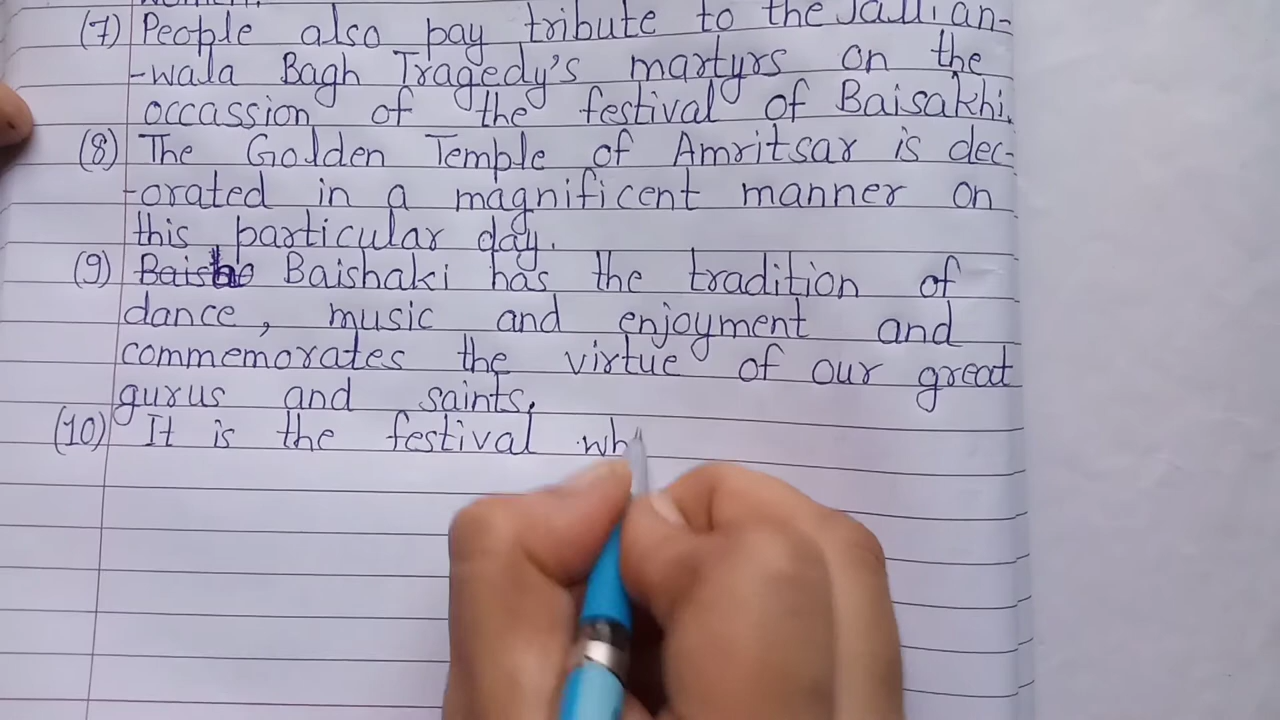 (7) People also pay tribute to the Jallian-
-wala Bagh Tragedy's martyrs on the
occassion of the festival of Baisakhi.
(8) The Golden Temple of Amritsar is dec-
-orated in a magnificent manner on
this particular day.
(9) Baishaki has the tradition of
dance, music and enjoyment and
commemorates the virtue of our great
gurus and saints.
(10) It is the festival wh